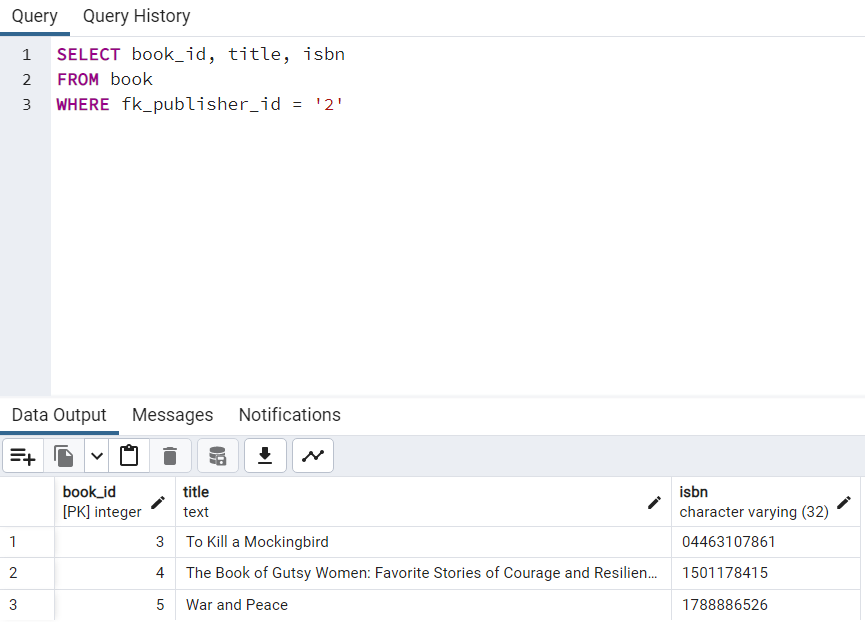 Query Query History
1 SELECT book_id, title, isbn
2 FROM book
3 WHERE fk_publisher_id = '2'
Data Output Messages Notifications
book_id title isbn
[PK] integer text character varying (32)
1 3 To Kill a Mockingbird 04463107861
2 4 The Book of Gutsy Women: Favorite Stories of Courage and Resilien... 1501178415
3 5 War and Peace 1788886526